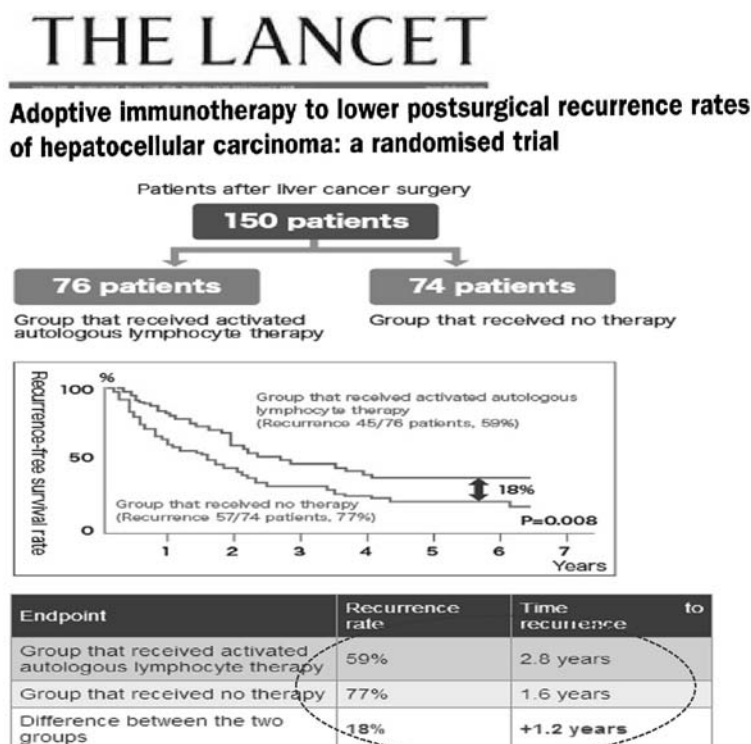 THE LANCET
Adoptive immunotherapy to lower postsurgical recurrence rates
of hepatocellular carcinoma: a randomised trial
Patients after liver cancer surgery
150 patients
76 patients
74 patients
Group that received activated
autologous lymphocyte therapy
Group that received no therapy
Recurrence-free survival rate
%
100
50
0
Group that received activated autologous
lymphocyte therapy
(Recurrence 45/76 patients, 59%)
18%
Group that received no therapy
(Recurrence 57/74 patients, 77%)
P=0.008
1 2 3 4 5 6 7
Years
Endpoint
Recurrence
rate
Time to
recurrence
Group that received activated
autologous lymphocyte therapy
59%
2.8 years
Group that received no therapy
77%
1.6 years
Difference between the two
groups
18%
+1.2 years